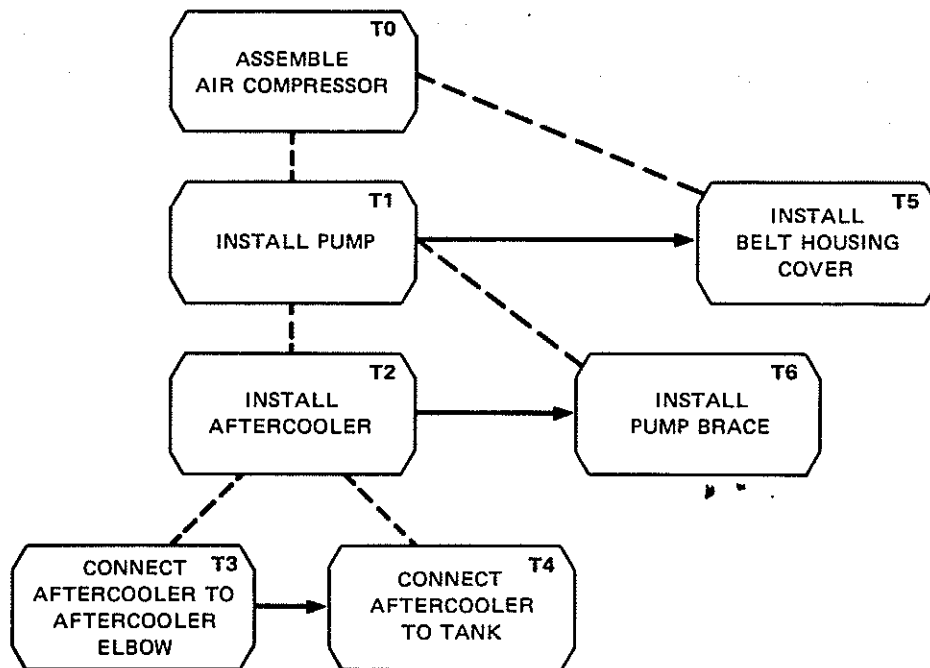 T0
ASSEMBLE
AIR COMPRESSOR
T1
INSTALL PUMP
T5
INSTALL
BELT HOUSING
COVER
T2
INSTALL
AFTERCOOLER
T6
INSTALL
PUMP BRACE
T3
CONNECT
AFTERCOOLER TO
AFTERCOOLER
ELBOW
T4
CONNECT
AFTERCOOLER
TO TANK